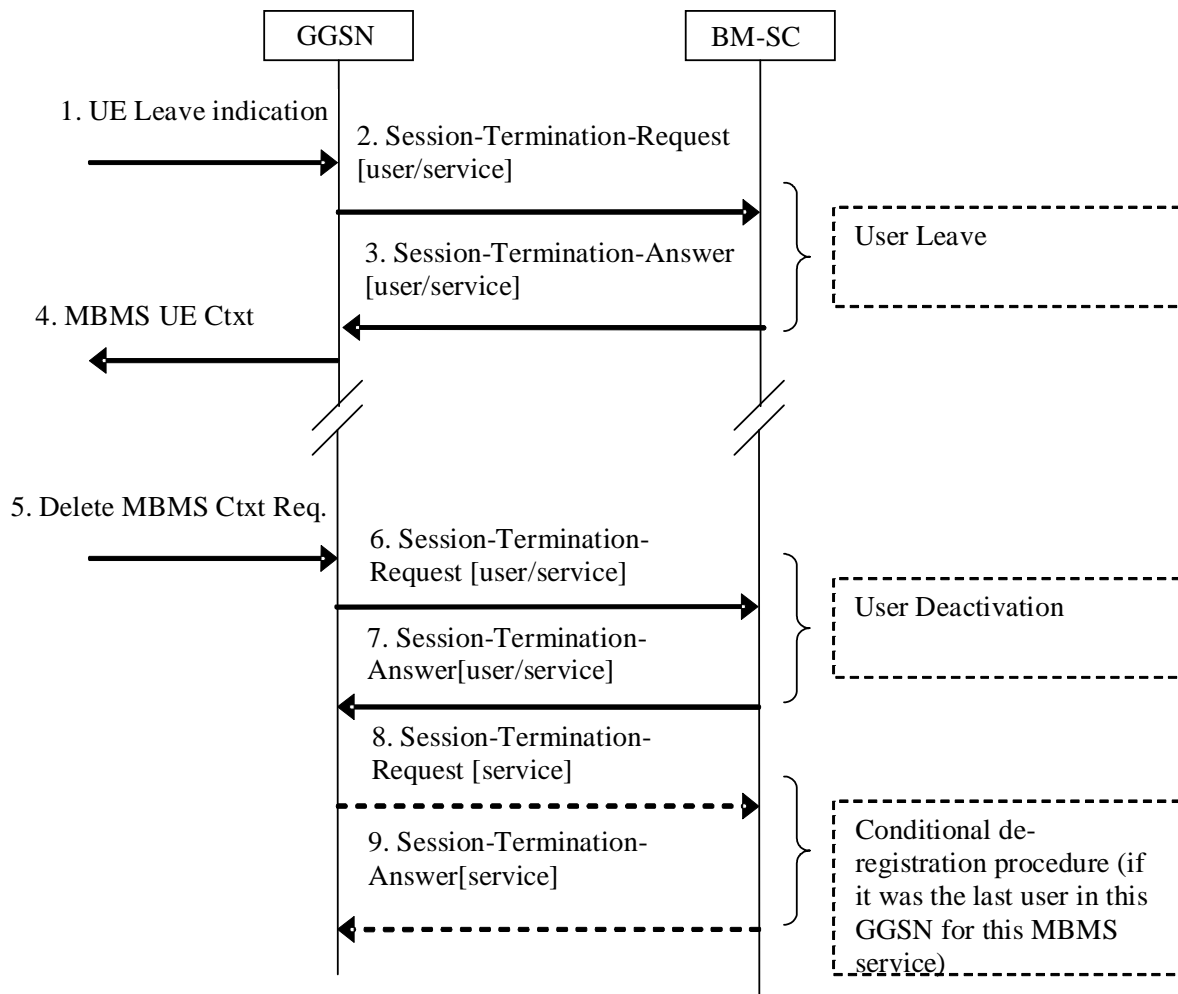 GGSN
BM-SC
1. UE Leave indication
2. Session-Termination-Request
[user/service]
3. Session-Termination-Answer
[user/service]
User Leave
4. MBMS UE Ctxt
5. Delete MBMS Ctxt Req.
6. Session-Termination-
Request [user/service]
User Deactivation
7. Session-Termination-
Answer[user/service]
8. Session-Termination-
Request [service]
9. Session-Termination-
Answer[service]
Conditional de-
registration procedure (if
it was the last user in this
GGSN for this MBMS
service)